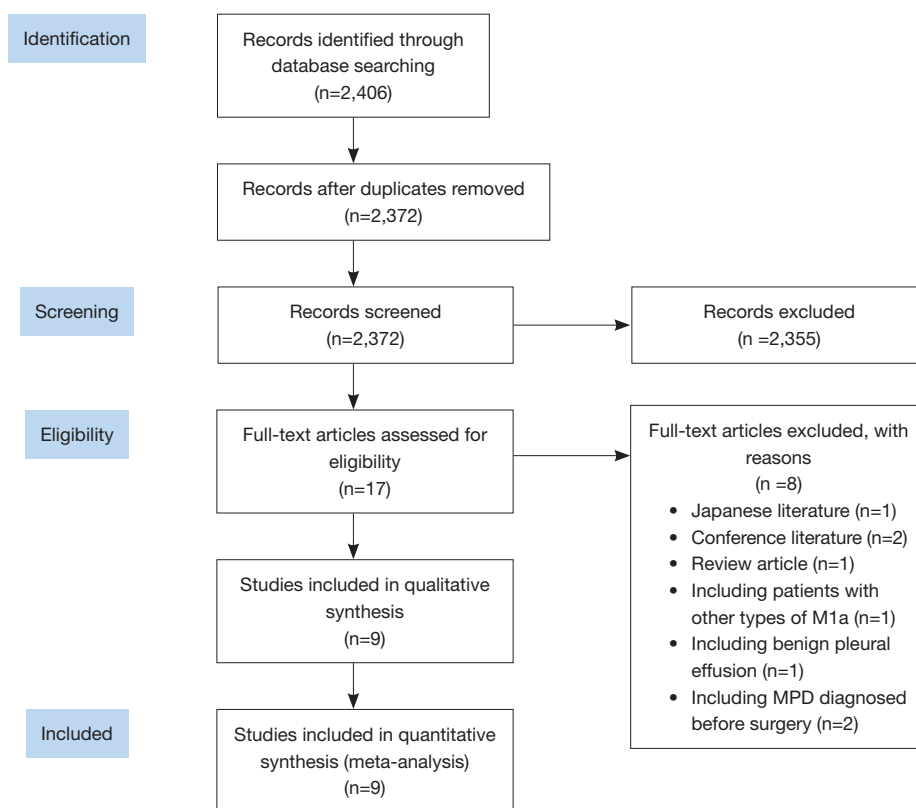 Identification
Records identified through
database searching
(n=2,406)
Records after duplicates removed
(n=2,372)
Screening
Records screened
(n=2,372)
Records excluded
(n =2,355)
Eligibility
Full-text articles assessed for
eligibility
(n=17)
Full-text articles excluded, with
reasons
(n =8)
• Japanese literature (n=1)
• Conference literature (n=2)
• Review article (n=1)
• Including patients with
other types of M1a (n=1)
• Including benign pleural
effusion (n=1)
• Including MPD diagnosed
before surgery (n=2)
Studies included in qualitative
synthesis
(n=9)
Included
Studies included in quantitative
synthesis (meta-analysis)
(n=9)